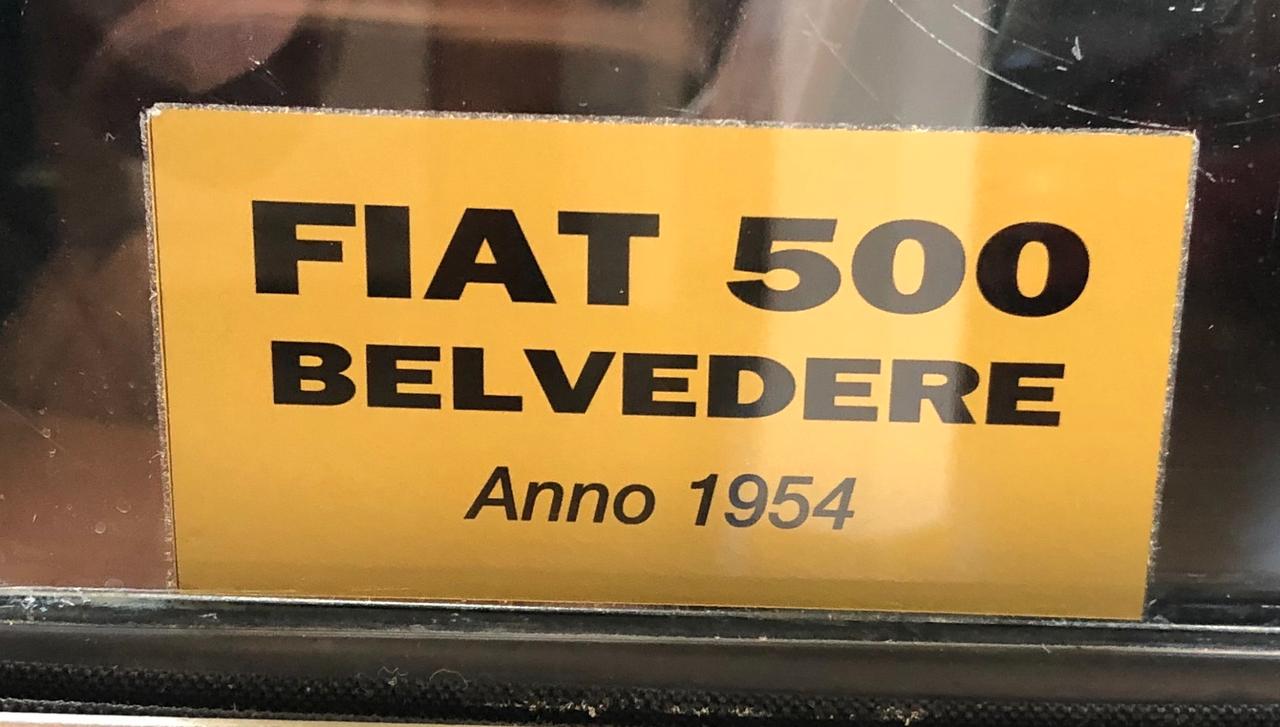 FIAT 500
BELVEDERE
Anno 1954